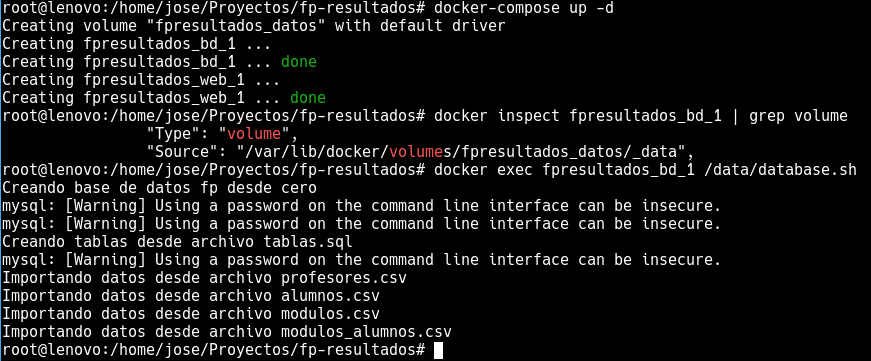 root@lenovo:/home/jose/Proyectos/fp-resultados# docker-compose up -d
Creating volume "fpresultados_datos" with default driver
Creating fpresultados_bd_1 ...
Creating fpresultados_bd_1 ... done
Creating fpresultados_web_1 ...
Creating fpresultados_web_1 ... done
root@lenovo:/home/jose/Proyectos/fp-resultados# docker inspect fpresultados_bd_1 | grep volume
"Type": "volume",
"Source": "/var/lib/docker/volumes/fpresultados_datos/_data",
root@lenovo:/home/jose/Proyectos/fp-resultados# docker exec fpresultados_bd_1 /data/database.sh
Creando base de datos fp desde cero
mysql: [Warning] Using a password on the command line interface can be insecure.
mysql: [Warning] Using a password on the command line interface can be insecure.
Creando tablas desde archivo tablas.sql
mysql: [Warning] Using a password on the command line interface can be insecure.
Importando datos desde archivo profesores.csv
Importando datos desde archivo alumnos.csv
Importando datos desde archivo modulos.csv
Importando datos desde archivo modulos_alumnos.csv
root@lenovo:/home/jose/Proyectos/fp-resultados#